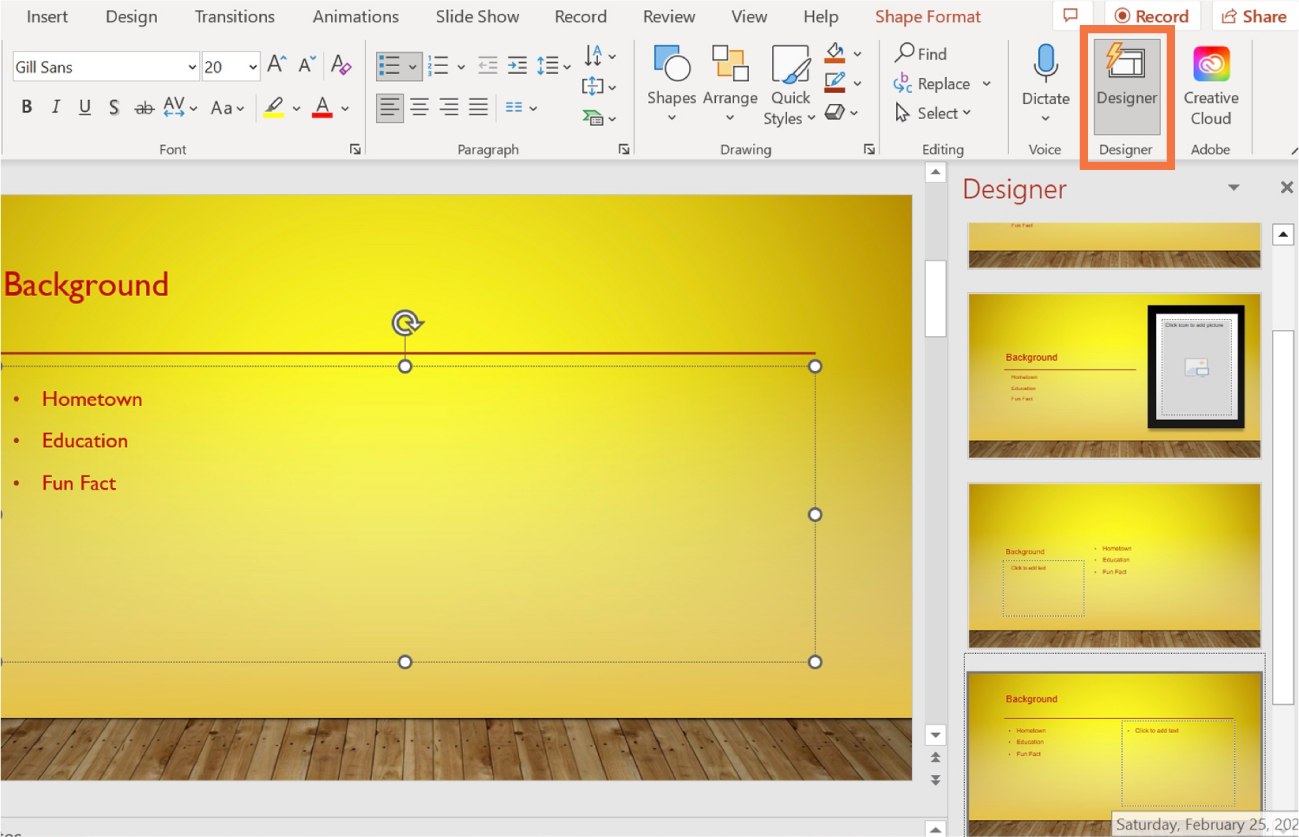 Insert Design Transitions Animations Slide Show Record Review View Help Shape Format Record Share
Gill Sans 20
B I U S ab AV Aa A
Font
Paragraph
Shapes Arrange Quick Styles
Drawing
Find
Replace
Select
Editing
Dictate
Voice
Designer
Designer
Creative Cloud
Adobe
Background
• Hometown
• Education
• Fun Fact
Designer
Fun Fact
Background
Hometown
Education
Fun Fact
Click icon to add picture
Background
Click to add text
• Hometown
• Education
• Fun Fact
Background
• Hometown
• Education
• Fun Fact
• Click to add text
Saturday, February 25, 202